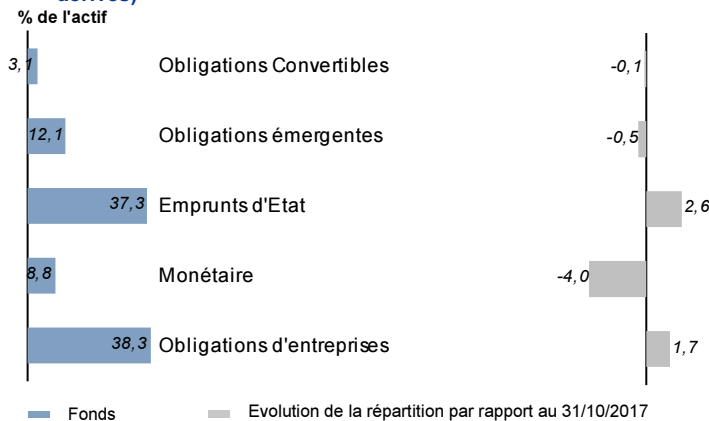 % de l'actif
3,1 Obligations Convertibles -0,1
12,1 Obligations émergentes -0,5
37,3 Emprunts d'Etat 2,6
8,8 Monétaire -4,0
38,3 Obligations d'entreprises 1,7
Fonds Evolution de la répartition par rapport au 31/10/2017